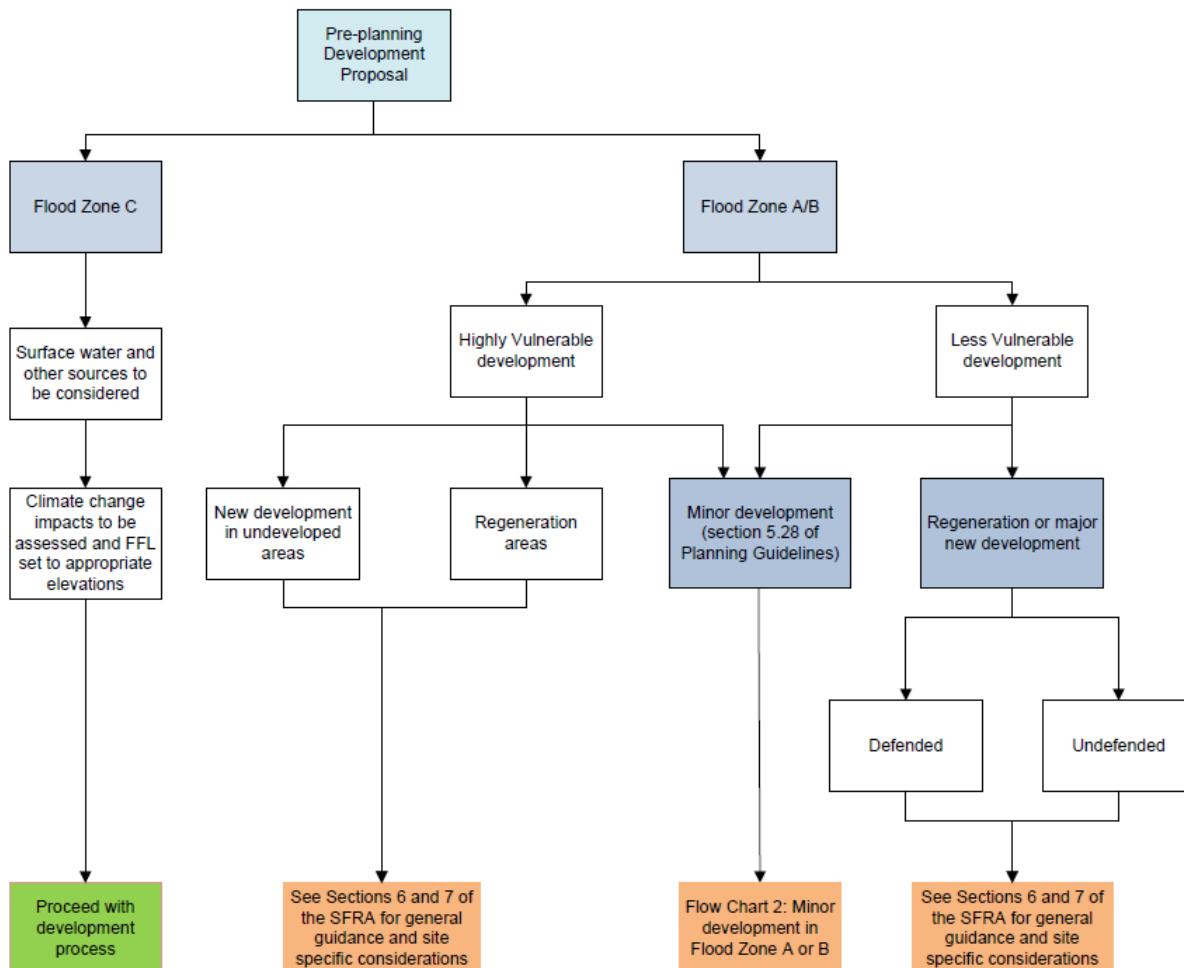 Pre-planning
Development
Proposal
Flood Zone C
Flood Zone A/B
Surface water and
other sources to
be considered
Highly Vulnerable
development
Less Vulnerable
development
Climate change
impacts to be
assessed and FFL
set to appropriate
elevations
New development
in undeveloped
areas
Regeneration
areas
Minor development
(section 5.28 of
Planning Guidelines)
Regeneration or major
new development
Defended
Undefended
Proceed with
development
process
See Sections 6 and 7 of
the SFRA for general
guidance and site
specific considerations
Flow Chart 2: Minor
development in
Flood Zone A or B
See Sections 6 and 7 of
the SFRA for general
guidance and site
specific considerations